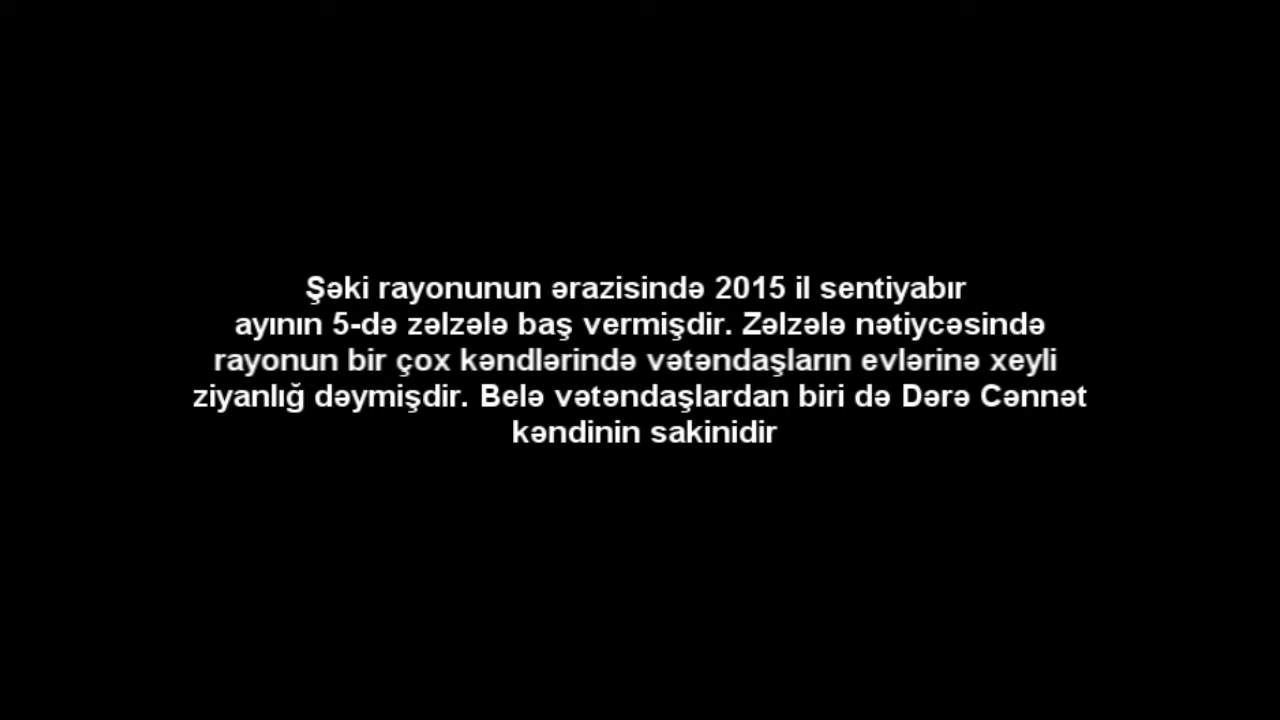 Şəki rayonunun ərazisində 2015 il sentiyabır
ayının 5-də zəlzələ baş vermişdir. Zəlzələ nətiycəsində
rayonun bir çox kəndlərində vətəndaşların evlərinə xeyli
ziyanlığ dəymişdir. Belə vətəndaşlardan biri də Dərə Cənnət
kəndinin sakinidir